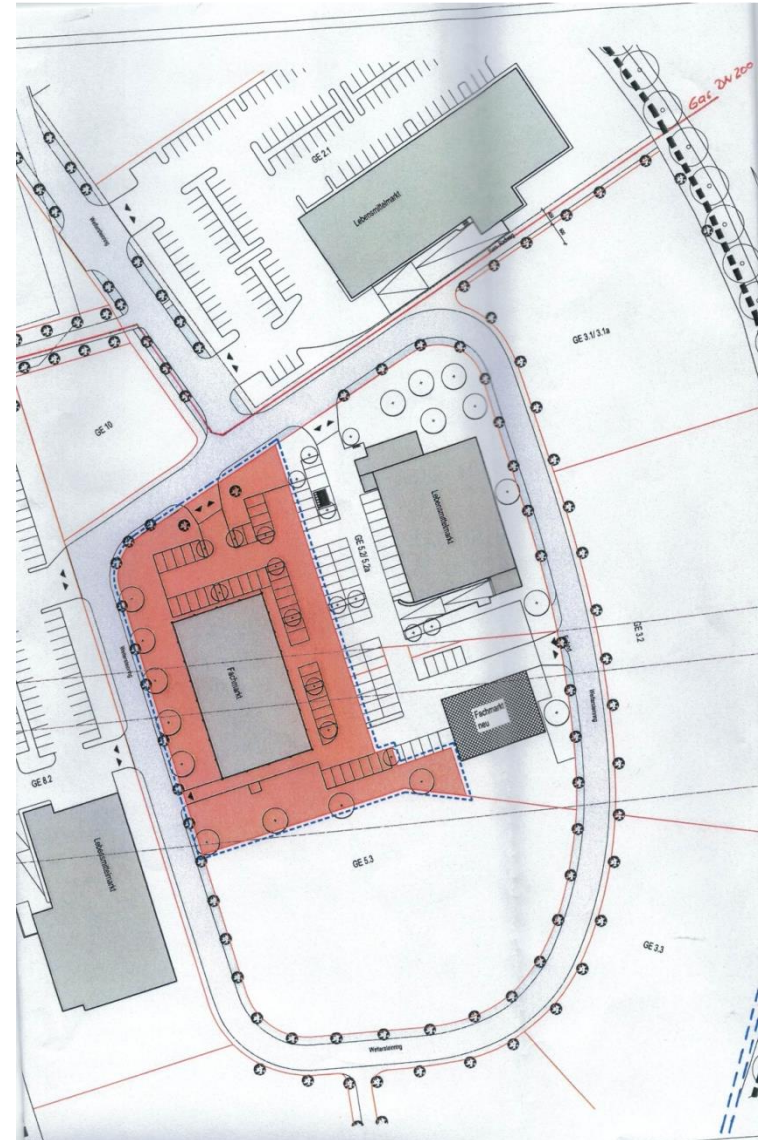 Gas DN 200
GE 2.1
Lebensmittelmarkt
GE 3.1/ 3.1a
GE 10
Lebensmittelmarkt
GE 5.2/ 5.2a
GE 3.2
Fachmarkt
Fachmarkt
neu
GE 8.2
Lebensmittelmarkt
GE 5.3
GE 3.3